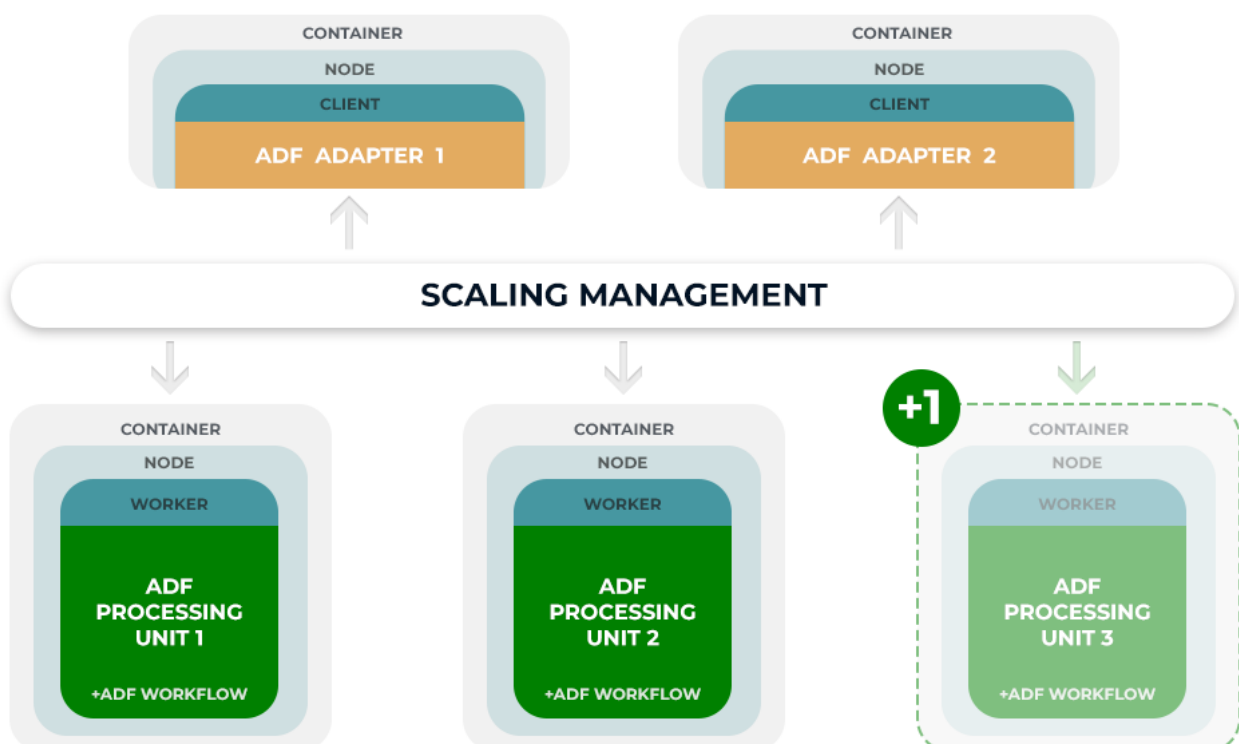 CONTAINER
NODE
CLIENT
ADF ADAPTER 1
CONTAINER
NODE
CLIENT
ADF ADAPTER 2
SCALING MANAGEMENT
CONTAINER
NODE
WORKER
ADF
PROCESSING
UNIT 1
+ADF WORKFLOW
CONTAINER
NODE
WORKER
ADF
PROCESSING
UNIT 2
+ADF WORKFLOW
+1
CONTAINER
NODE
WORKER
ADF
PROCESSING
UNIT 3
+ADF WORKFLOW